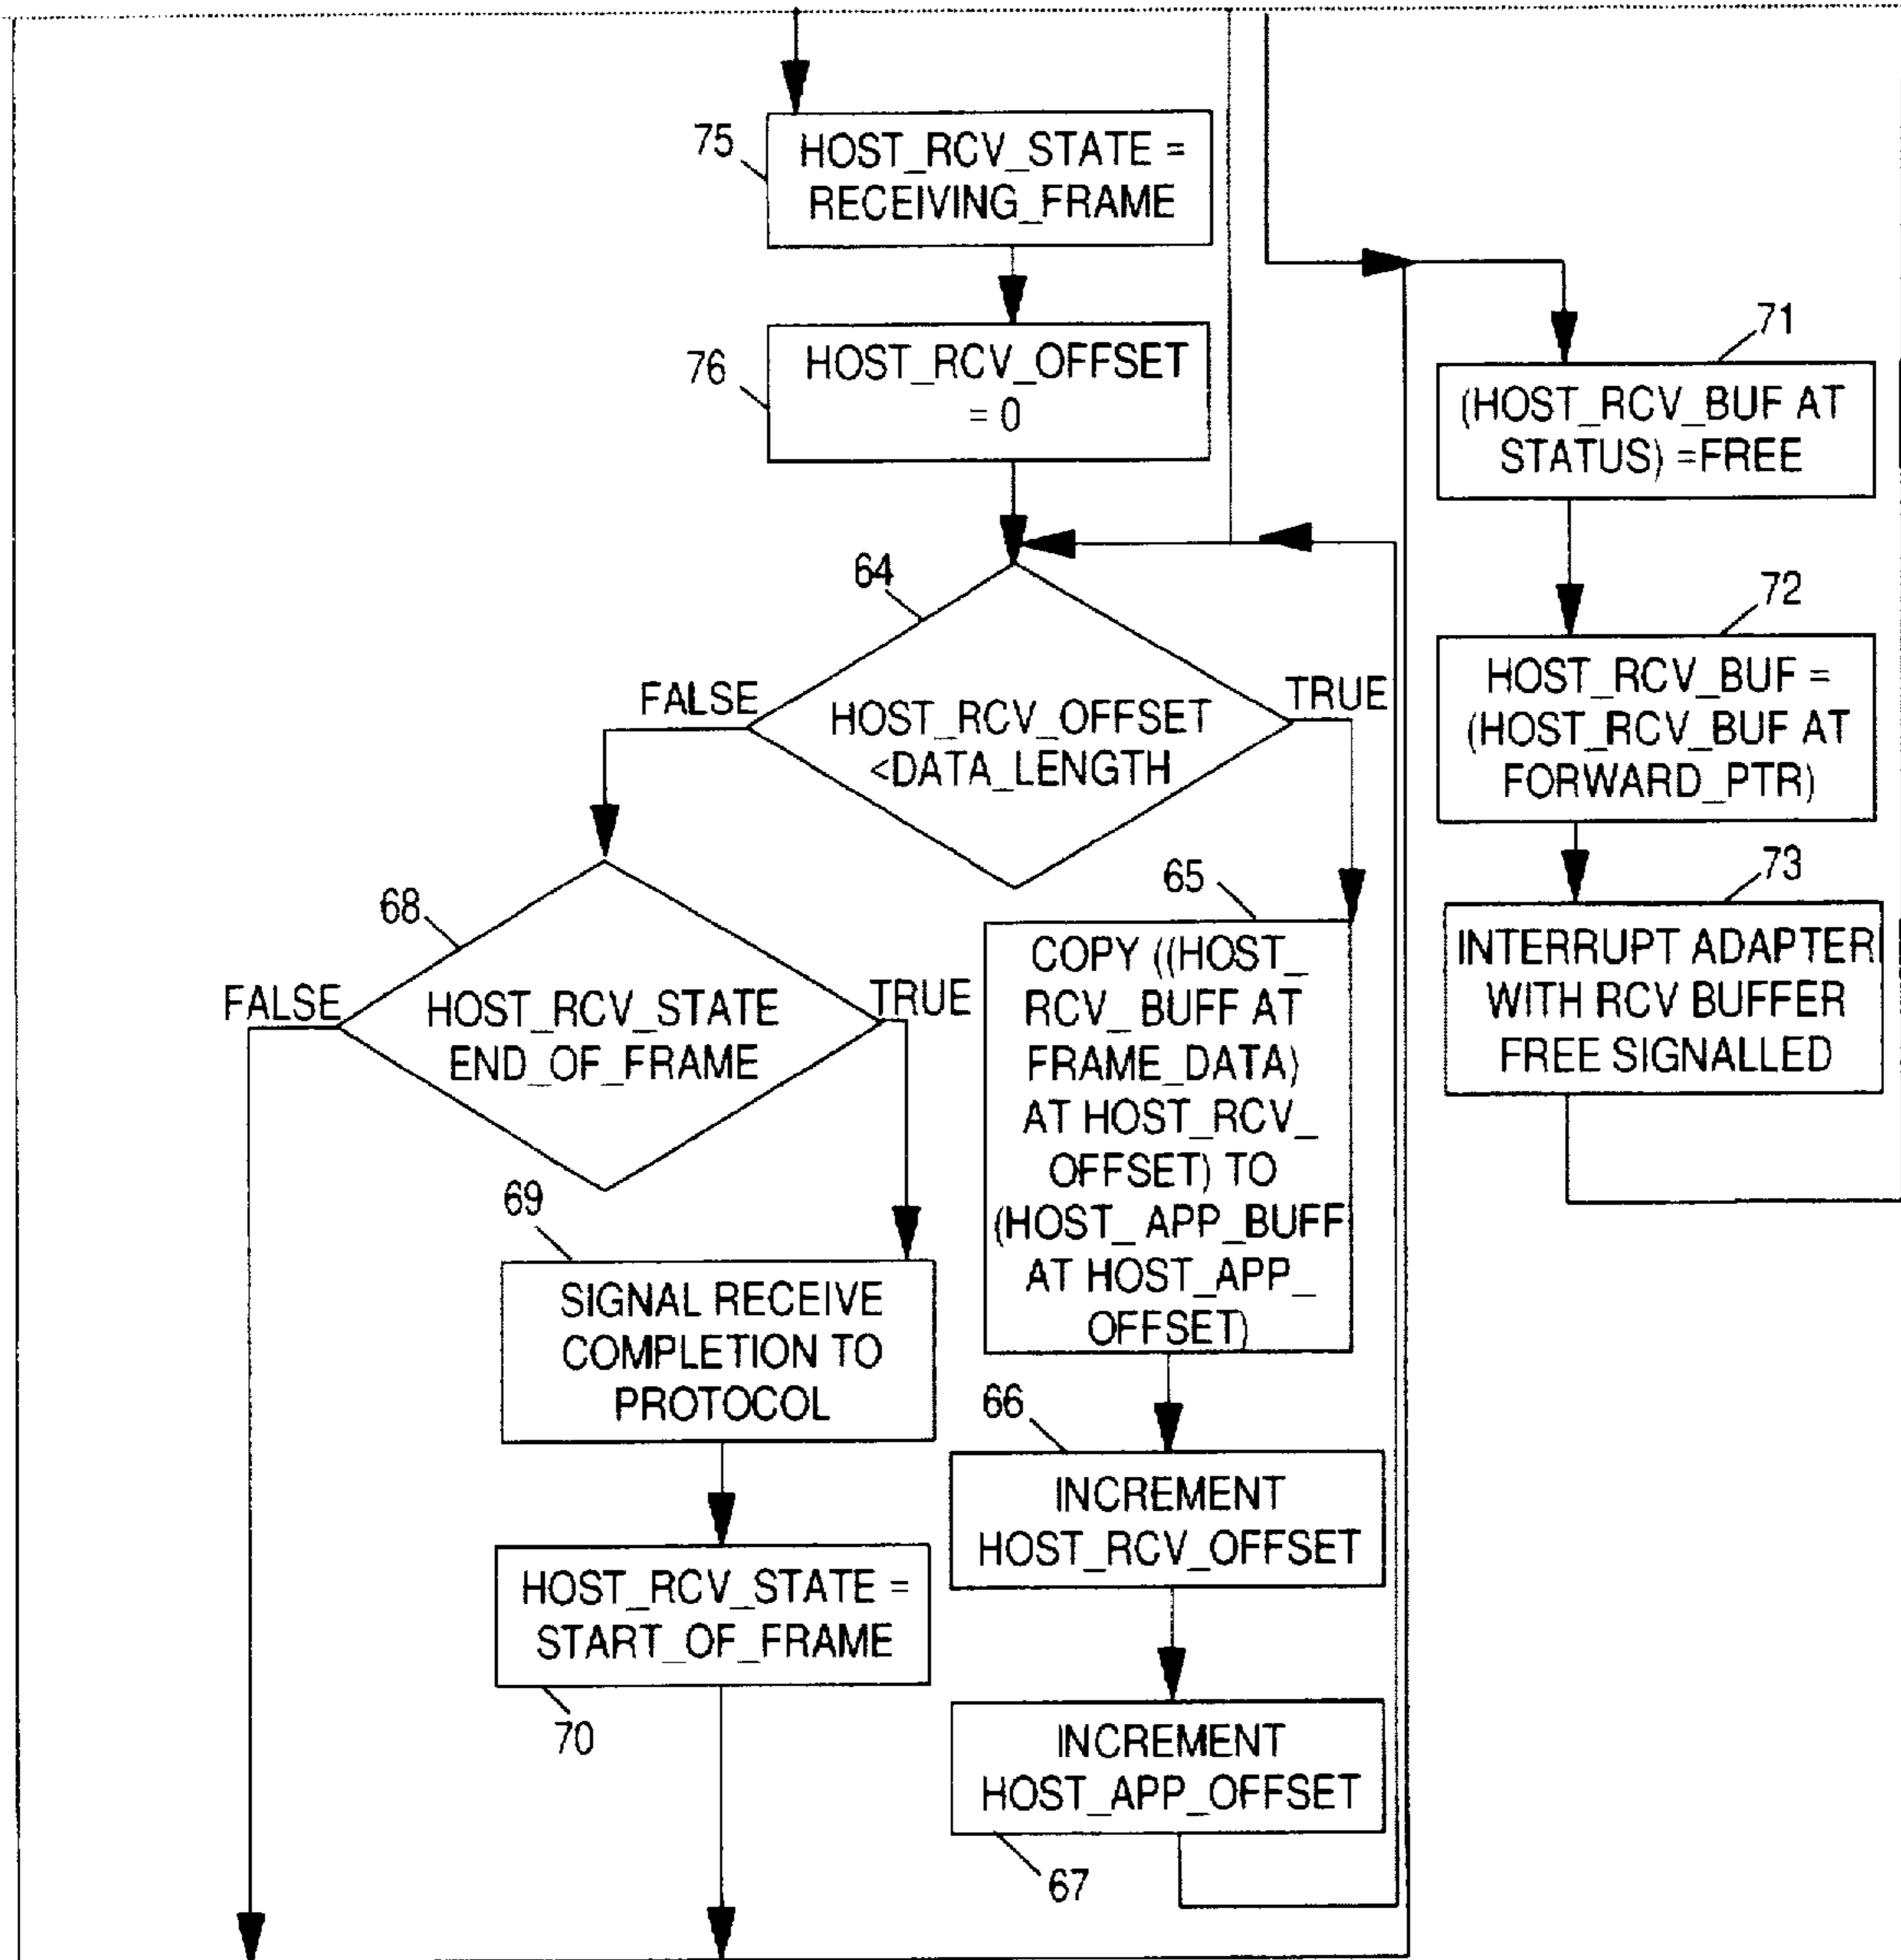 75
HOST_RCV_STATE =
RECEIVING_FRAME
76
HOST_RCV_OFFSET
= 0
64
HOST_RCV_OFFSET
<DATA_LENGTH
FALSE
TRUE
68
HOST_RCV_STATE
END_OF_FRAME
FALSE
TRUE
69
SIGNAL RECEIVE
COMPLETION TO
PROTOCOL
HOST_RCV_STATE =
START_OF_FRAME
70
65
COPY ((HOST_
RCV_BUFF AT
FRAME_DATA)
AT HOST_RCV_
OFFSET) TO
(HOST_APP_BUFF
AT HOST_APP_
OFFSET)
66
INCREMENT
HOST_RCV_OFFSET
INCREMENT
HOST_APP_OFFSET
67
71
(HOST_RCV_BUF AT
STATUS) =FREE
72
HOST_RCV_BUF =
(HOST_RCV_BUF AT
FORWARD_PTR)
73
INTERRUPT ADAPTER
WITH RCV BUFFER
FREE SIGNALLED